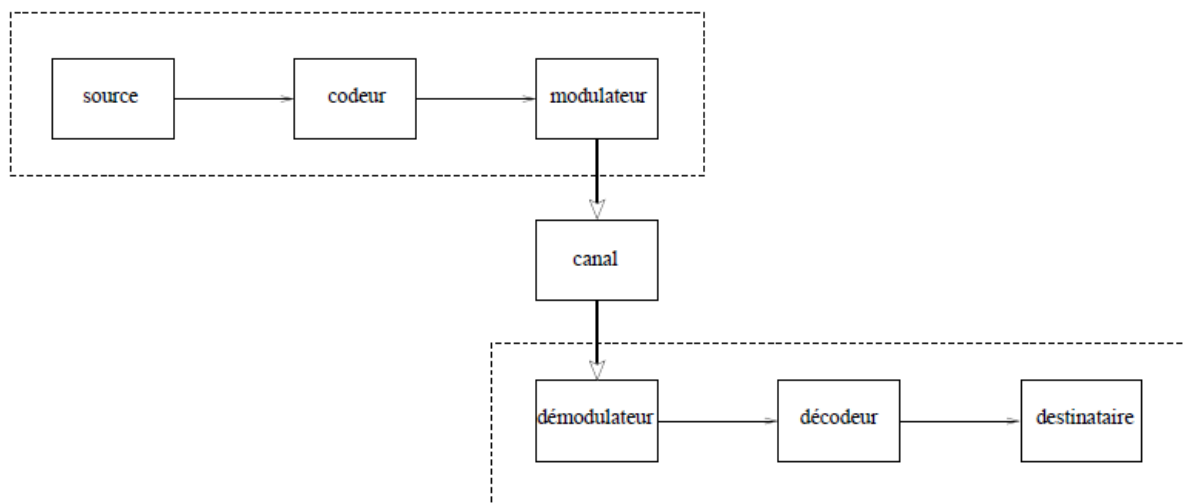 source
codeur
modulateur
canal
démodulateur
décodeur
destinataire